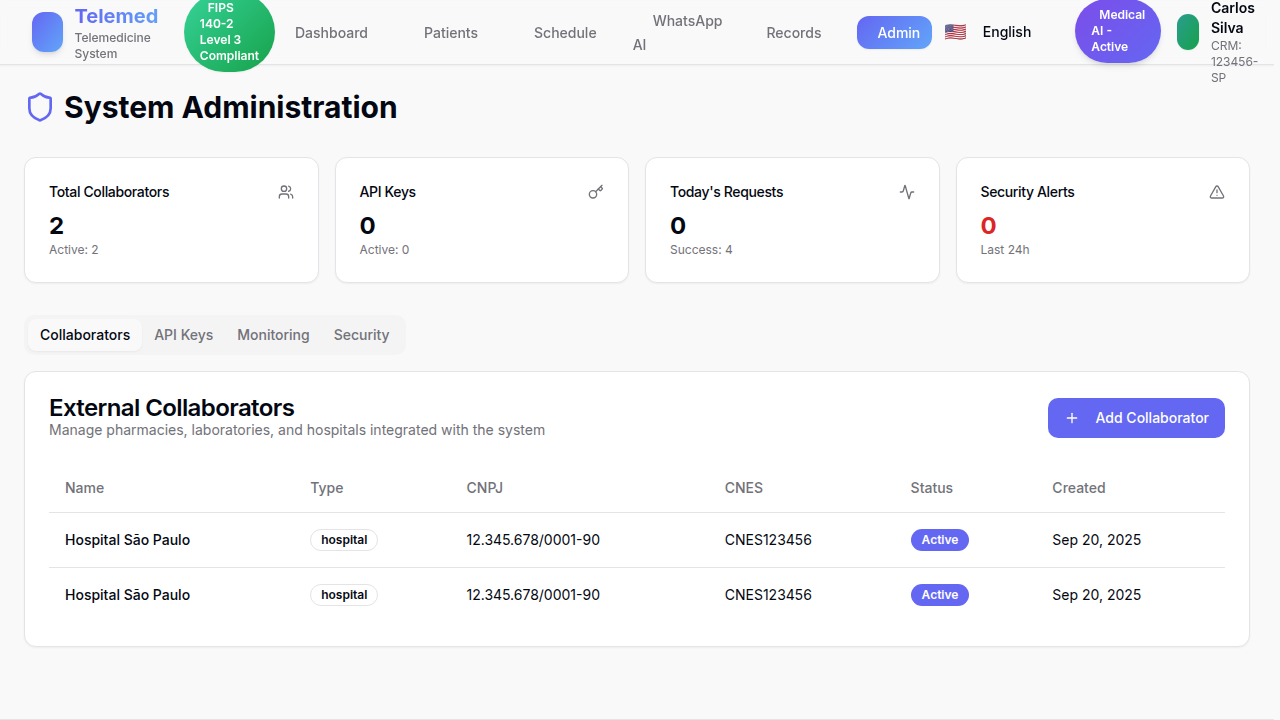 Telemed
Telemedicine
System
FIPS
140-2
Level 3
Compliant
Dashboard
Patients
Schedule
WhatsApp
AI
Records
Admin
🇺🇸 English
Medical
AI -
Active
Carlos
Silva
CRM:
123456-
SP
System Administration
Total Collaborators
2
Active: 2
API Keys
0
Active: 0
Today's Requests
0
Success: 4
Security Alerts
0
Last 24h
Collaborators API Keys Monitoring Security
External Collaborators
Manage pharmacies, laboratories, and hospitals integrated with the system
+ Add Collaborator
Name Type CNPJ CNES Status Created
Hospital São Paulo hospital 12.345.678/0001-90 CNES123456 Active Sep 20, 2025
Hospital São Paulo hospital 12.345.678/0001-90 CNES123456 Active Sep 20, 2025